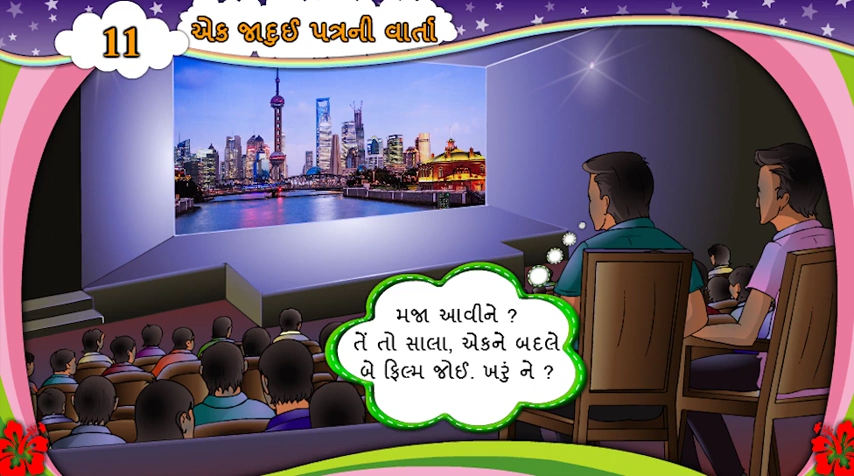 11
એક જાદુઈ પત્રની વાર્તા
મજા આવીને ?
તેં તો સાલા, એકને બદલે
બે ફિલ્મ જોઈ. ખરું ને ?